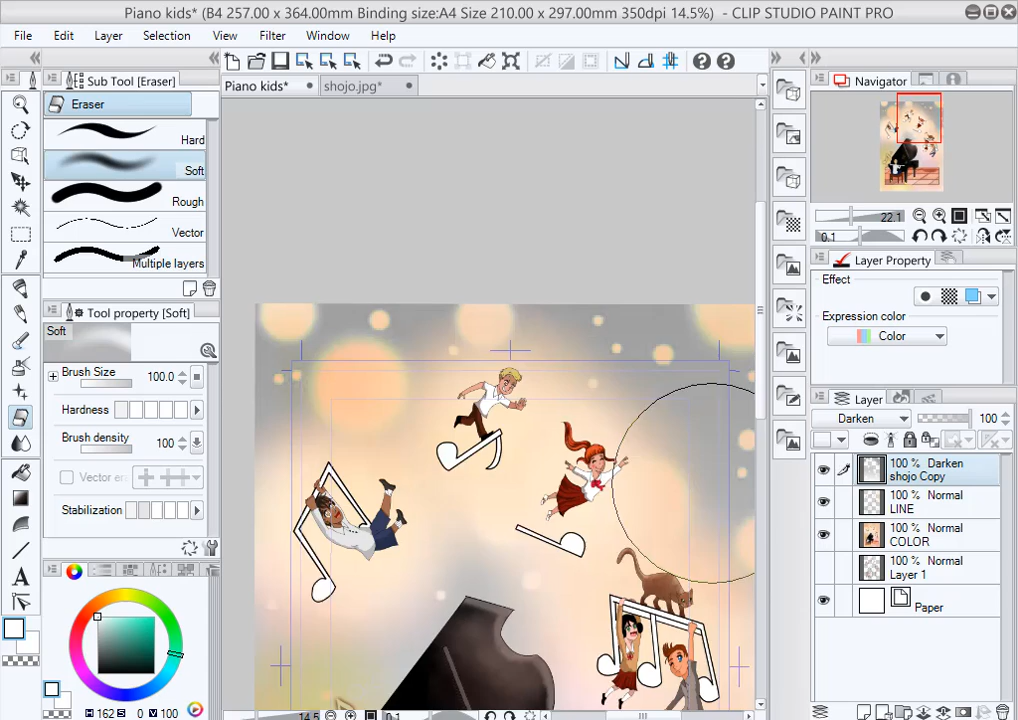 Piano kids* (B4 257.00 x 364.00mm Binding size:A4 Size 210.00 x 297.00mm 350dpi 14.5%) - CLIP STUDIO PAINT PRO
File Edit Layer Selection View Filter Window Help
Sub Tool [Eraser]
Eraser
Hard
Soft
Rough
Vector
Multiple layers
Tool property [Soft]
Soft
Brush Size 100.0
Hardness
Brush density 100
Vector era
Stabilization
H 162 S 0 V 100
Piano kids* shojo.jpg*
14.5 0.1
Navigator
22.1
0.1
Layer Property
Effect
Expression color
Color
Layer
Darken 100
100 % Darken
shojo Copy
100 % Normal
LINE
100 % Normal
COLOR
100 % Normal
Layer 1
Paper